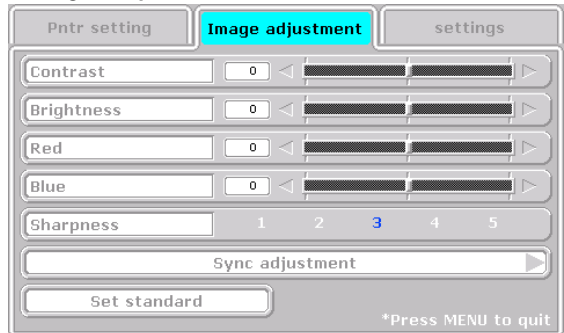 Pntr setting Image adjustment settings
Contrast 0
Brightness 0
Red 0
Blue 0
Sharpness 1 2 3 4 5
Sync adjustment
Set standard
*Press MENU to quit